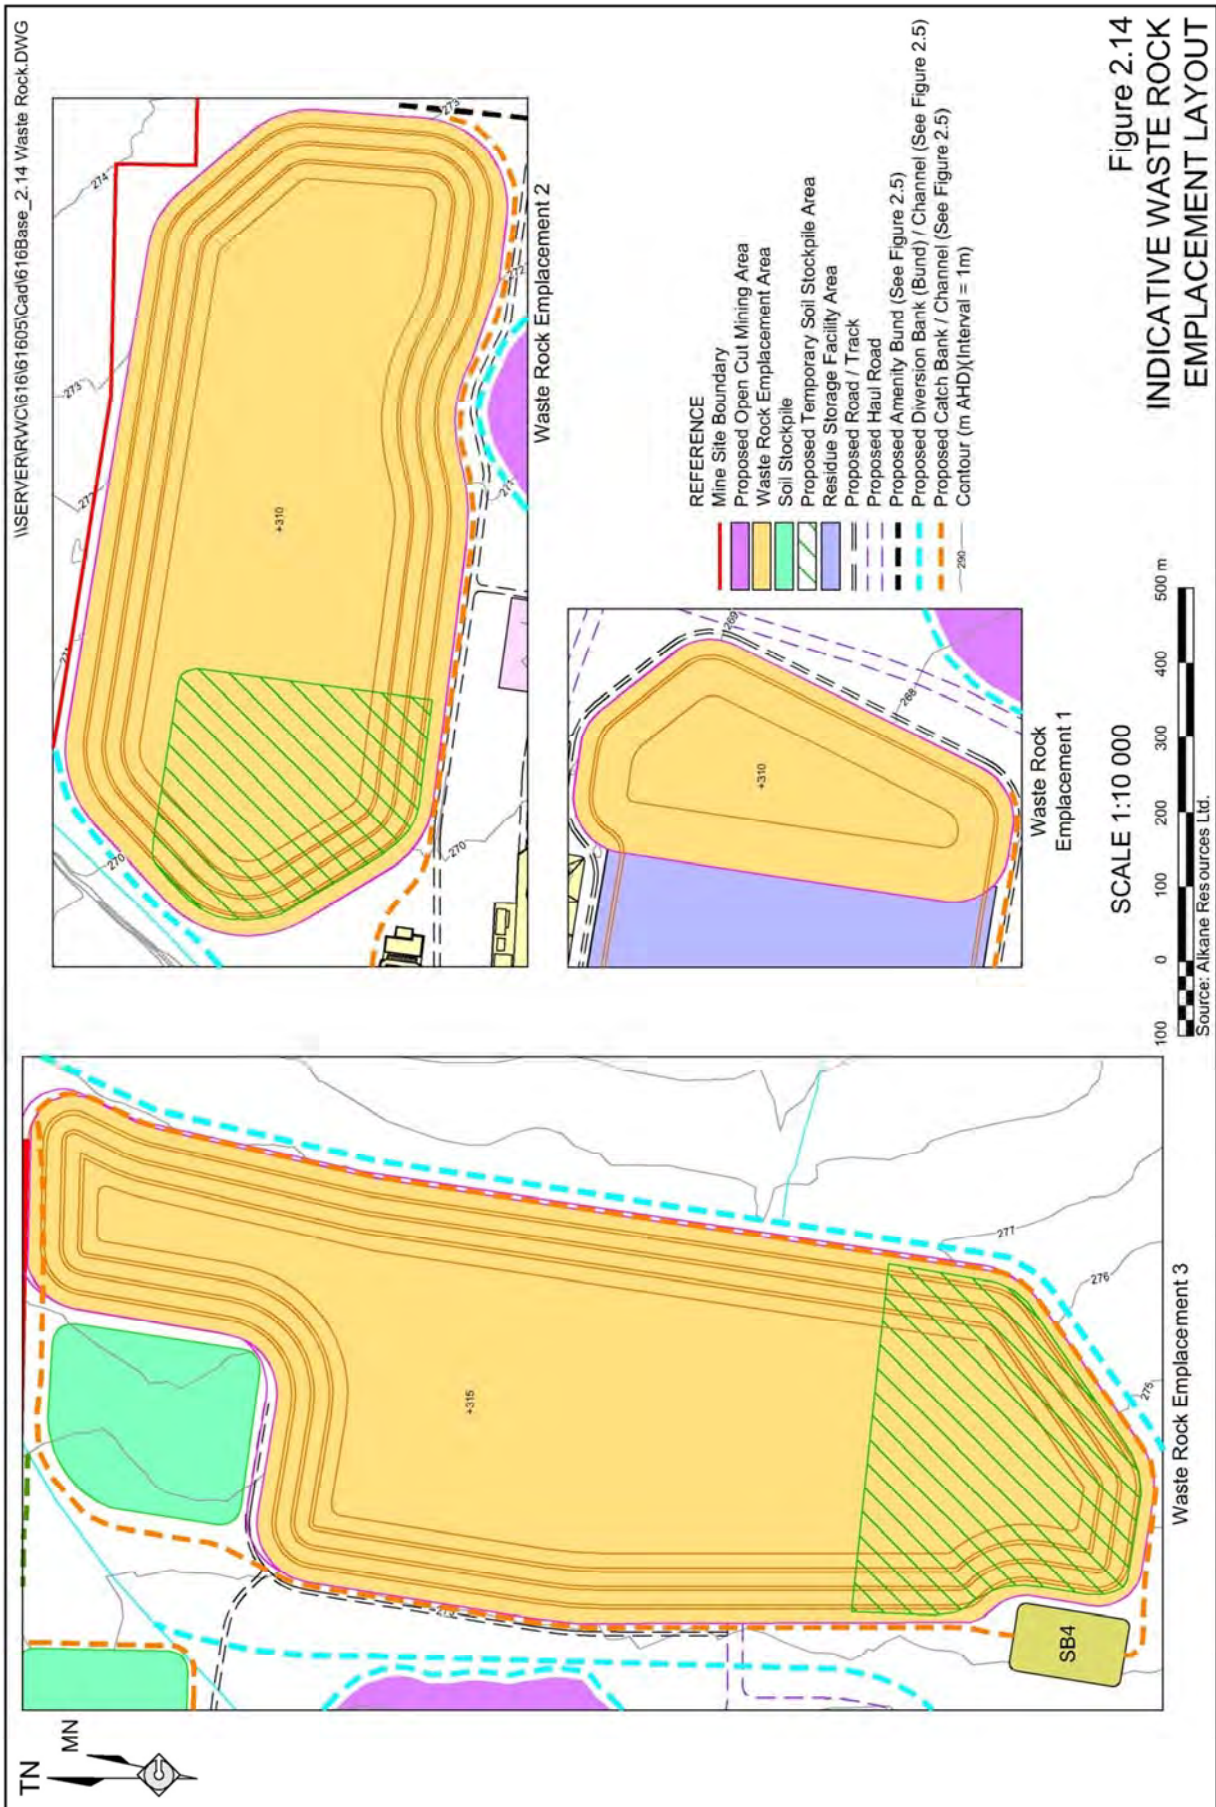 \\SERVER\RWC\616\61605\Cad\616Base_2.14 Waste Rock.DWG
TN
MN
+315
277
276
275
SB4
Waste Rock Emplacement 3
274
273
273
272
271
270
270
+310
Waste Rock Emplacement 2
269
268
+310
Waste Rock
Emplacement 1
REFERENCE
Mine Site Boundary
Proposed Open Cut Mining Area
Waste Rock Emplacement Area
Soil Stockpile
Proposed Temporary Soil Stockpile Area
Residue Storage Facility Area
Proposed Road / Track
Proposed Haul Road
Proposed Amenity Bund (See Figure 2.5)
Proposed Diversion Bank (Bund) / Channel (See Figure 2.5)
Proposed Catch Bank / Channel (See Figure 2.5)
290
Contour (m AHD)(Interval = 1m)
SCALE 1:10 000
100 0 100 200 300 400 500 m
Source: Alkane Resources Ltd.
Figure 2.14
INDICATIVE WASTE ROCK
EMPLACEMENT LAYOUT